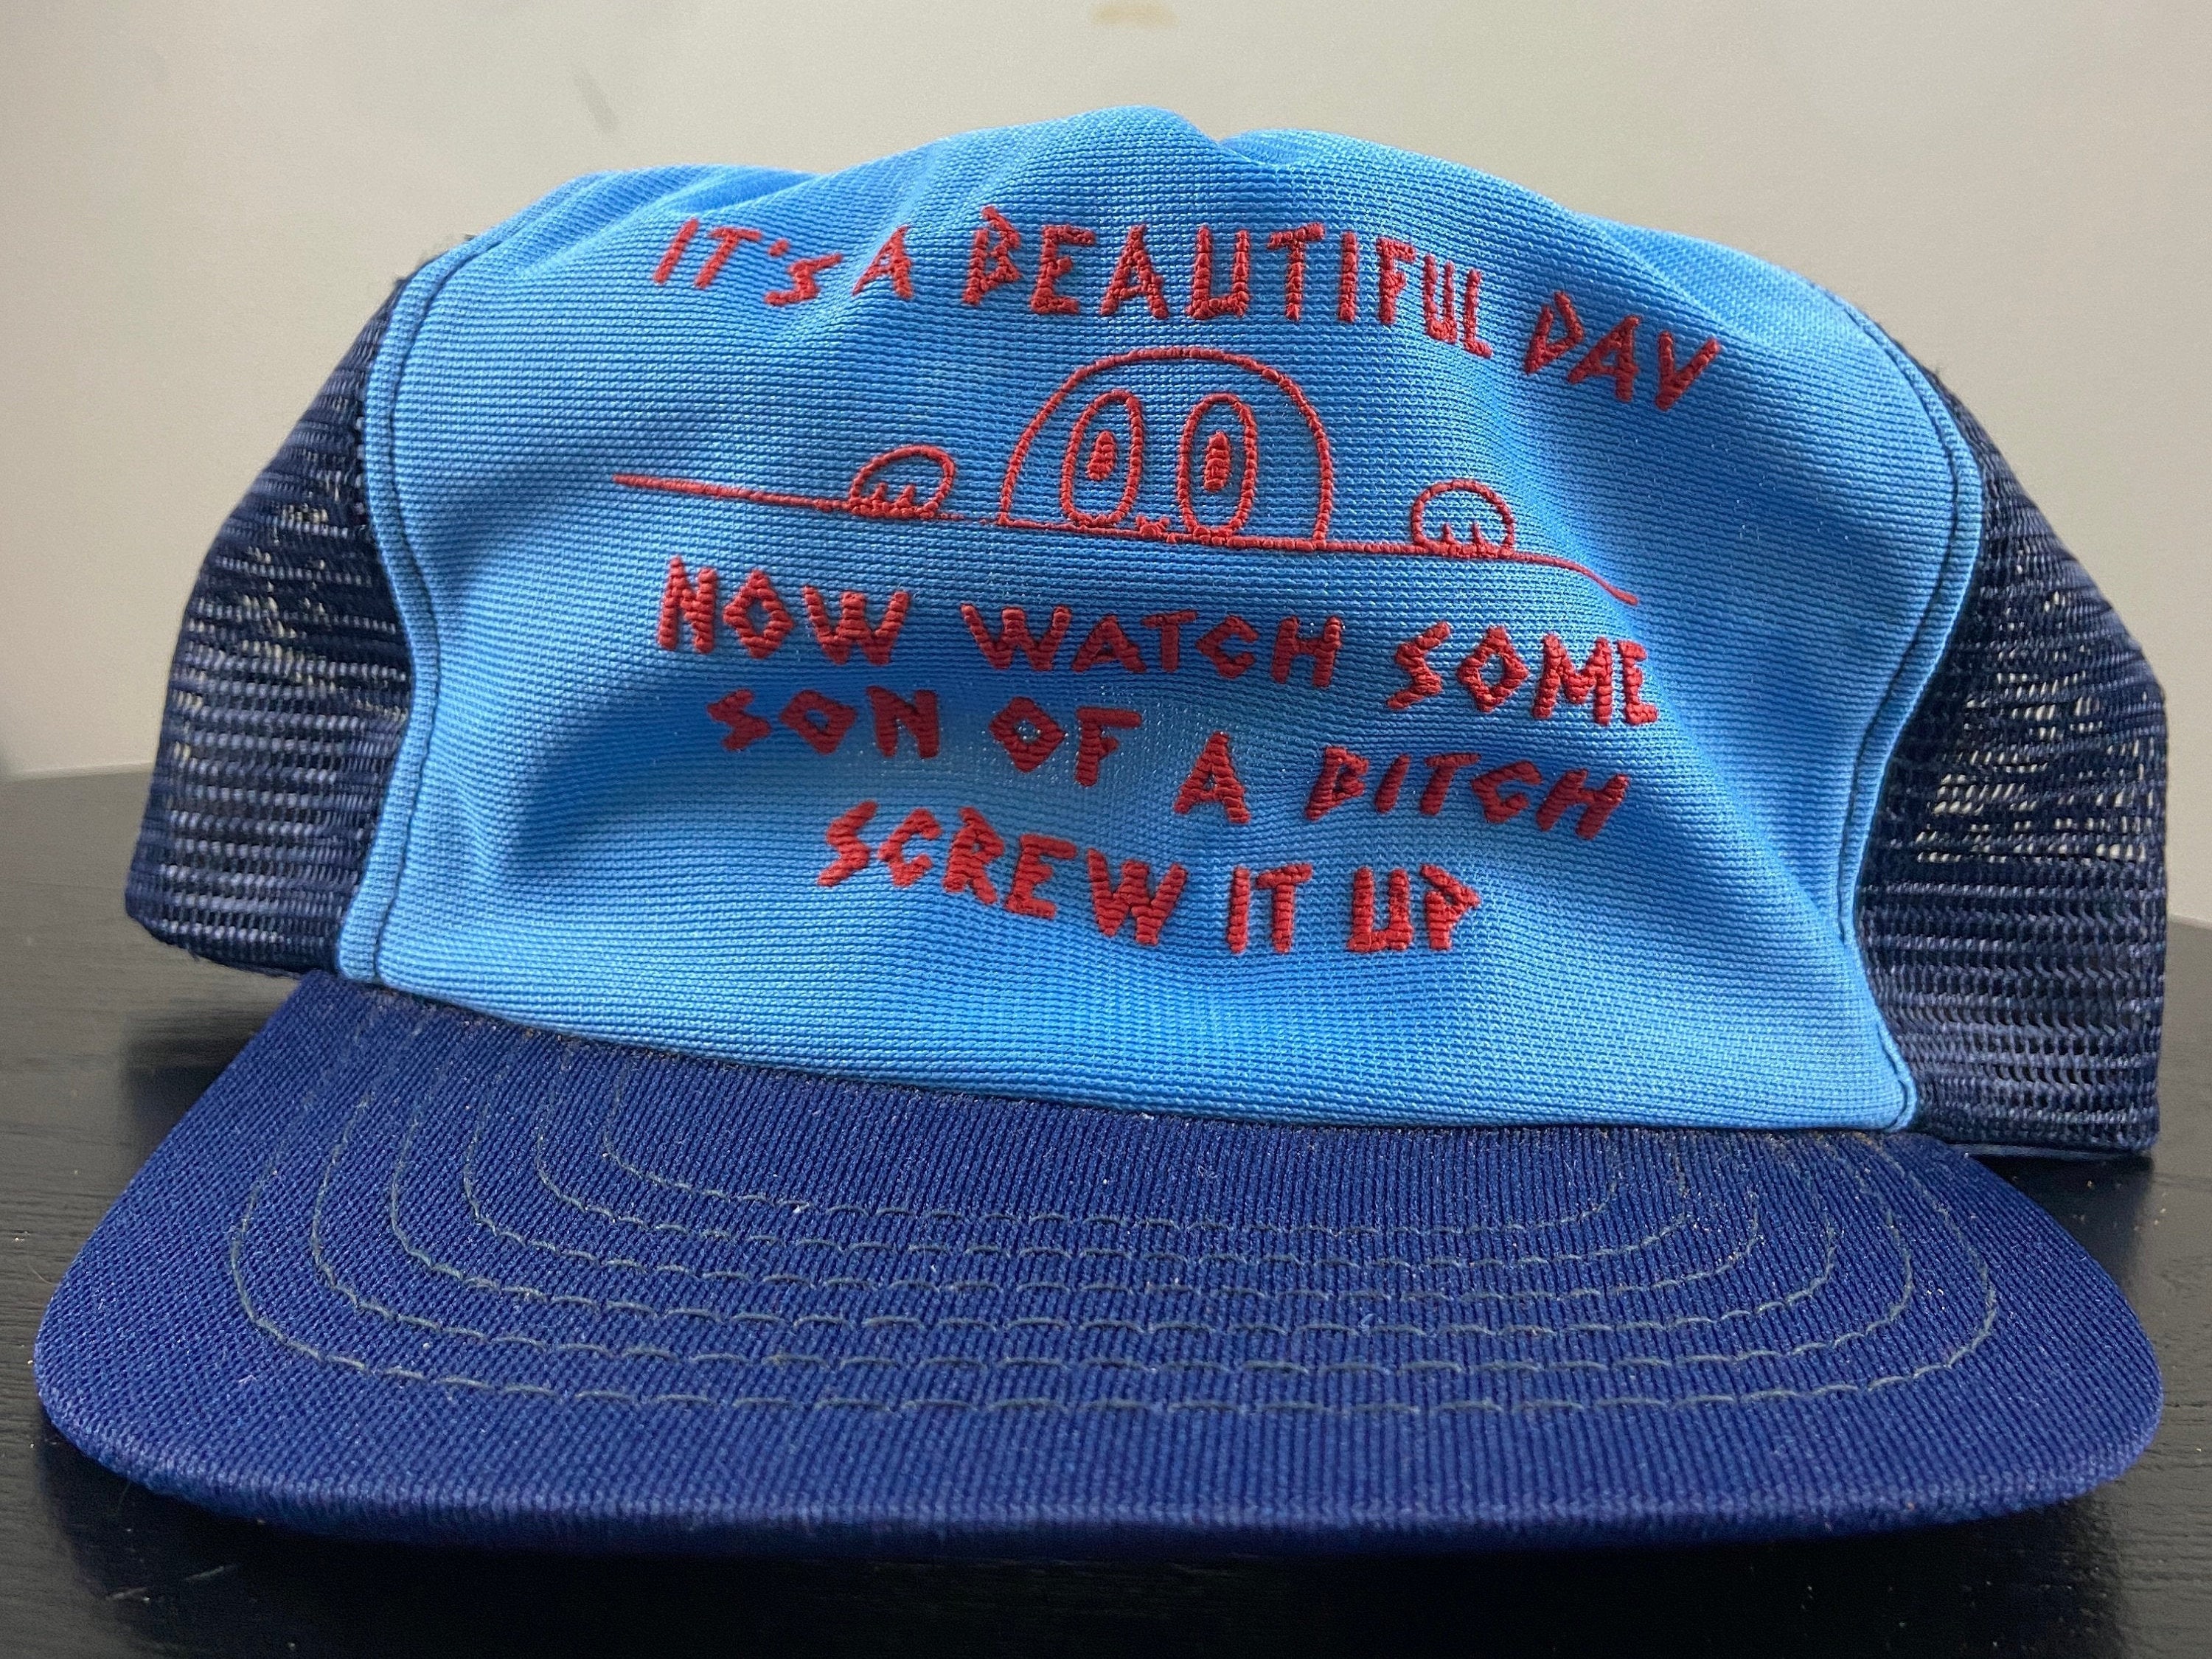 IT'S A BEAUTIFUL DAY
NOW WATCH SOME
SON OF A BITCH
SCREW IT UP